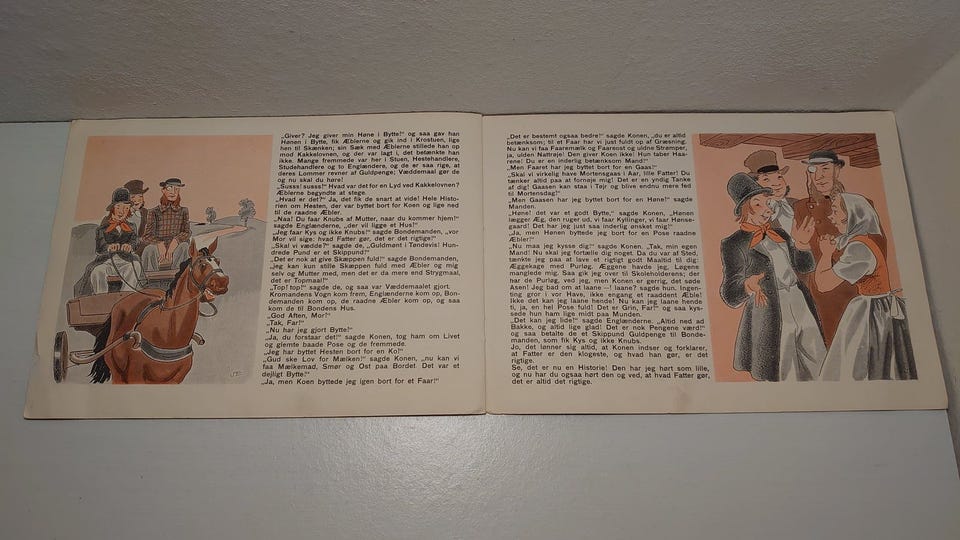 „Giver? Jeg giver min Høne i Bytte!" og saa gav han
Hønen i Bytte, fik Æblerne og gik ind i Krostuen, lige
hen til Skænken; sin Sæk med Æblerne stillede han op
mod Kakkelovnen, og der var lagt i, det betænkte han
ikke. Mange fremmede var her i Stuen, Hestehandlere,
Studehandlere og to Englændere, og de er saa rige, at
deres Lommer revner af Guldpenge; Væddemaal gør de
og nu skal du høre!
„Susss! susss!" Hvad var det for en Lyd ved Kakkelovnen?
Æblerne begyndte at stege.
„Hvad er det?" Ja, det fik de snart at vide! Hele Histo-
rien om Hesten, der var byttet bort for Koen og lige ned
til de raadne Æbler.
„Naa! Du faar Knubs af Mutter, naar du kommer hjem!"
sagde Englænderne, „der vil ligge et Hus!"
„Jeg faar Kys og ikke Knubs!" sagde Bondemanden, „vor
Mor vil sige: hvad Fatter gør, det er det rigtige!"
„Skal vi vædde?" sagde de, „Guldmønt i Tøndevis! Hun-
drede Pund er et Skippund!"
„Det er nok at give Skæppen fuld!" sagde Bondemanden,
„jeg kan kun stille Skæppen fuld med Æbler og mig
selv og Mutter med, men det er da mere end Strygmaal,
det er Topmaal!"
„Top! top!" sagde de, og saa var Væddemaalet gjort.
Kromandens Vogn kom frem, Englænderne kom op, Bon-
demanden kom op, de raadne Æbler kom op, og saa
kom de til Bondens Hus.
„God Aften, Mor!"
„Tak, Far!"
„Nu har jeg gjort Bytte!"
„Ja, du forstaar det!" sagde Konen, tog ham om Livet
og glemte baade Pose og de fremmede.
„Jeg har byttet Hesten bort for en Ko!"
„Gud ske Lov for Mælken!" sagde Konen, „nu kan vi
faa Mælkemad, Smør og Ost paa Bordet. Det var et
dejligt Bytte!"
„Ja, men Koen byttede jeg igen bort for et Faar!"
„Det er bestemt ogsaa bedre!" sagde Konen, „du er altid
betænksom; til et Faar har vi just fuldt op af Græsning.
Nu kan vi faa Faaremælk og Faareost og uldne Strømper,
ja, ulden Nattrøje! Den giver Koen ikke! Hun taber Haa-
rene! Du er en inderlig betænksom Mand!"
„Men Faaret har jeg byttet bort for en Gaas!"
„Skal vi virkelig have Mortensgaas i Aar, lille Fatter! Du
tænker altid paa at fornøje mig! Det er en yndig Tanke
af dig! Gaasen kan staa i Tøjr og blive endnu mere fed
til Mortensdag!"
„Men Gaasen har jeg byttet bort for en Høne!" sagde
Manden.
„Høne! det var et godt Bytte," sagde Konen, „Hønen
lægger Æg, den ruger ud, vi faar Kyllinger, vi faar Hønse-
gaard! Det har jeg just saa inderlig ønsket mig!"
„Ja, men Hønen byttede jeg bort for en Pose raadne
Æbler!"
„Nu maa jeg kysse dig!" sagde Konen. „Tak, min egen
Mand! Nu skal jeg fortælle dig noget. Da du var af Sted,
tænkte jeg paa at lave et rigtigt godt Maaltid til dig:
Æggekage med Purløg. Æggene havde jeg, Løgene
manglede mig. Saa gik jeg over til Skoleholderens; der
har de Purløg, ved jeg, men Konen er gerrig, det søde
Asen! Jeg bad om at laane —! laane? sagde hun. Ingen-
ting gror i vor Have, ikke engang et raaddent Æble!
Ikke det kan jeg laane hende! Nu kan jeg laane hende
ti, ja, en hel Pose fuld! Det er Grin, Far!" og saa kys-
sede hun ham lige midt paa Munden.
„Det kan jeg lide!" sagde Englænderne. „Altid ned ad
Bakke, og altid lige glad! Det er nok Pengene værd!" og
saa betalte de et Skippund Guldpenge til Bonde-
manden, som fik Kys og ikke Knubs.
Jo, det lønner sig altid, at Konen indser og forklarer,
at Fatter er den klogeste, og hvad han gør, er det
rigtige.
Se, det er nu en Historie! Den har jeg hørt som lille,
og nu har du ogsaa hørt den og ved, at hvad Fatter gør,
det er altid det rigtige.